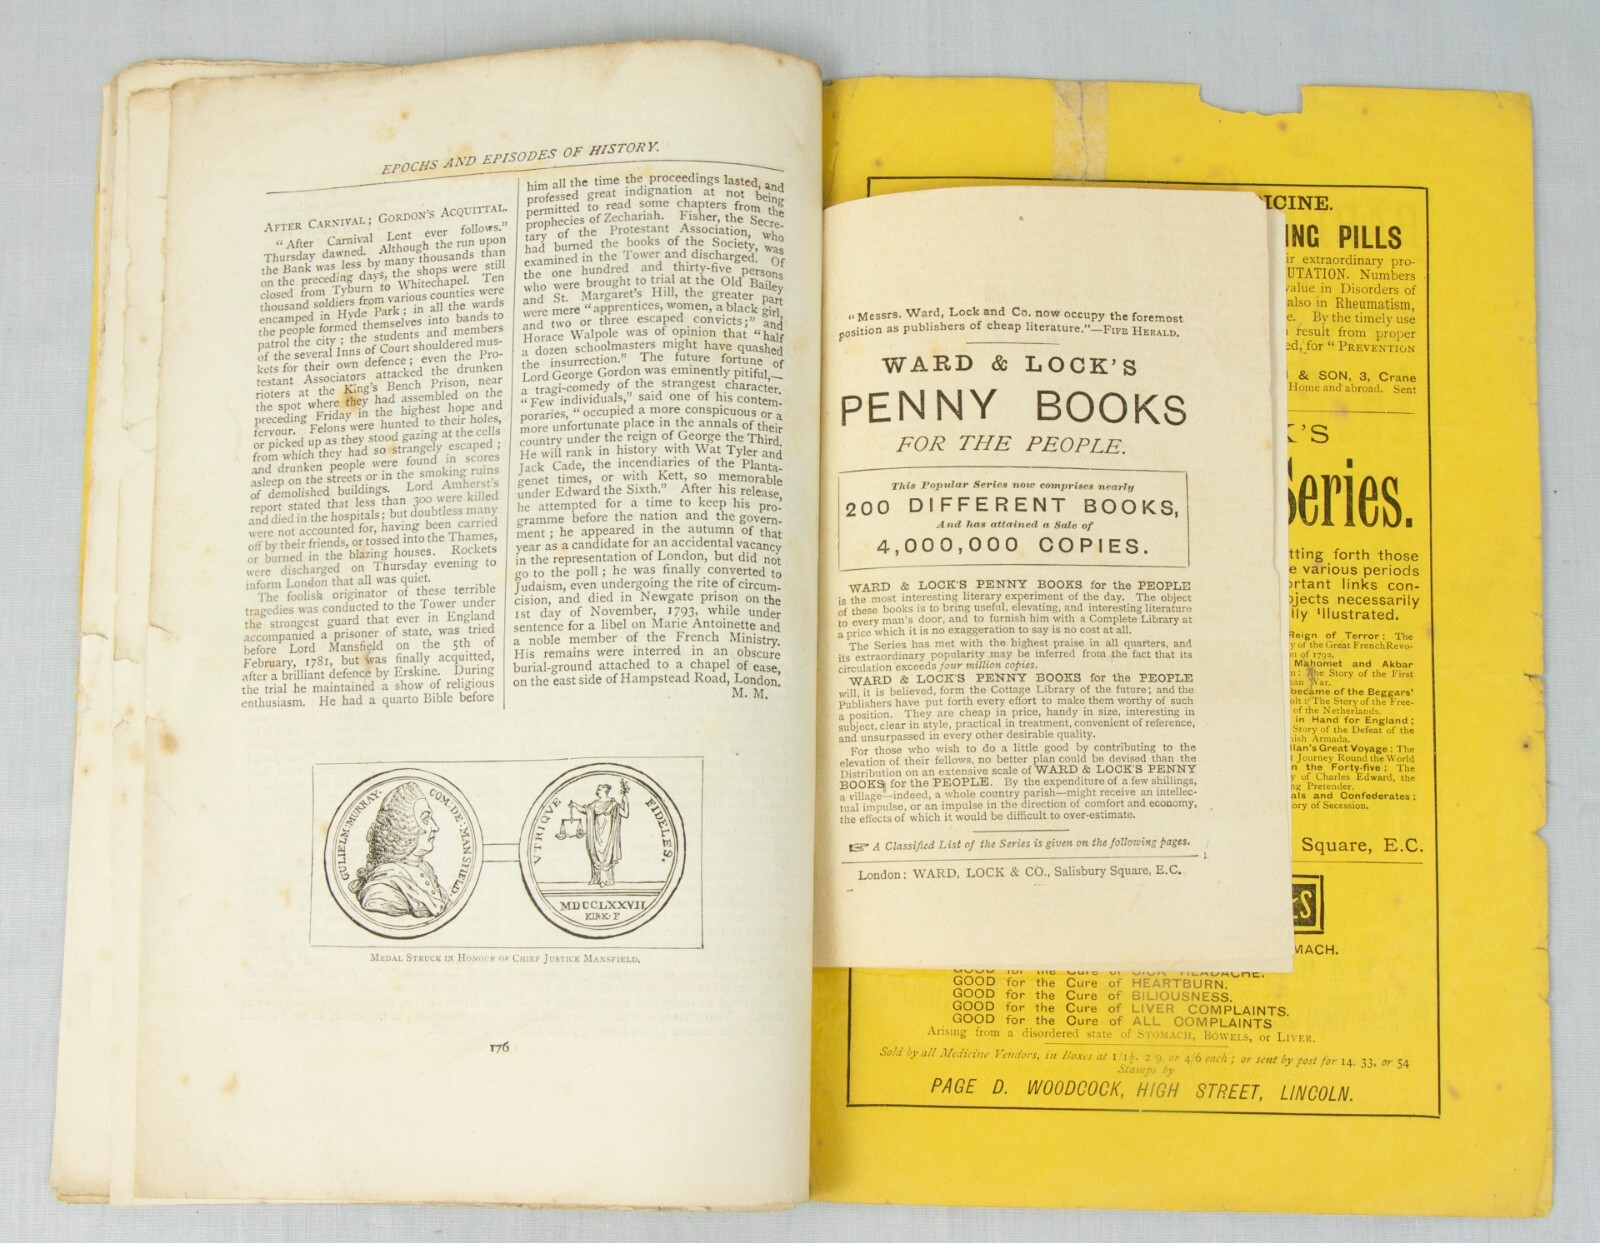 EPOCHS AND EPISODES OF HISTORY.
AFTER CARNIVAL; GORDON'S ACQUITTAL.
"After Carnival Lent ever follows."
Thursday dawned. Although the run upon
the Bank was less by many thousands than
on the preceding days, the shops were still
closed from Tyburn to Whitechapel. Ten
thousand soldiers from various counties were
encamped in Hyde Park; in all the wards
the people formed themselves into bands to
patrol the city; the students and members
of the several Inns of Court shouldered mus-
kets for their own defence; even the Pro-
testant Associators attacked the drunken
rioters at the King's Bench Prison, near
the spot where they had assembled on the
preceding Friday in the highest hope and
fervour. Felons were hunted to their holes,
or picked up as they stood gazing at the cells
from which they had so strangely escaped;
and drunken people were found in scores
asleep on the streets or in the smoking ruins
of demolished buildings. Lord Amherst's
report stated that less than 300 were killed
and died in the hospitals; but doubtless many
were not accounted for, having been carried
off by their friends, or tossed into the Thames,
or burned in the blazing houses. Rockets
were discharged on Thursday evening to
inform London that all was quiet.
The foolish originator of these terrible
tragedies was conducted to the Tower under
the strongest guard that ever in England
accompanied a prisoner of state, was tried
before Lord Mansfield on the 5th of
February, 1781, but was finally acquitted,
after a brilliant defence by Erskine. During
the trial he maintained a show of religious
enthusiasm. He had a quarto Bible before
him all the time the proceedings lasted, and
professed great indignation at not being
permitted to read some chapters from the
prophecies of Zechariah. Fisher, the Secre-
tary of the Protestant Association, who
had burned the books of the Society, was
examined in the Tower and discharged. Of
the one hundred and thirty-five persons
who were brought to trial at the Old Bailey
and St. Margaret's Hill, the greater part
were mere "apprentices, women, a black girl,
and two or three escaped convicts;" and
Horace Walpole was of opinion that "half
a dozen schoolmasters might have quashed
the insurrection." The future fortune of
Lord George Gordon was eminently pitiful,—
a tragi-comedy of the strangest character.
"Few individuals," said one of his contem-
poraries, "occupied a more conspicuous or a
more unfortunate place in the annals of their
country under the reign of George the Third.
He will rank in history with Wat Tyler and
Jack Cade, the incendiaries of the Planta-
genet times, or with Kett, so memorable
under Edward the Sixth." After his release,
he attempted for a time to keep his pro-
gramme before the nation and the govern-
ment; he appeared in the autumn of that
year as a candidate for an accidental vacancy
in the representation of London, but did not
go to the poll; he was finally converted to
Judaism, even undergoing the rite of circum-
cision, and died in Newgate prison on the
1st day of November, 1793, while under
sentence for a libel on Marie Antoinette and
a noble member of the French Ministry.
His remains were interred in an obscure
burial-ground attached to a chapel of ease,
on the east side of Hampstead Road, London.
M. M.
GULIELM·MURRAY· COM·DE·MANSFIELD.
VTRIQVE FIDELES.
MDCCLXXVII
KIRK·F
MEDAL STRUCK IN HONOUR OF CHIEF JUSTICE MANSFIELD.
176
"Messrs. Ward, Lock and Co. now occupy the foremost
position as publishers of cheap literature."—FIFE HERALD.
WARD & LOCK'S
PENNY BOOKS
FOR THE PEOPLE.
This Popular Series now comprises nearly
200 DIFFERENT BOOKS,
And has attained a Sale of
4,000,000 COPIES.
WARD & LOCK'S PENNY BOOKS for the PEOPLE
is the most interesting literary experiment of the day. The object
of these books is to bring useful, elevating, and interesting literature
to every man's door, and to furnish him with a Complete Library at
a price which it is no exaggeration to say is no cost at all.
The Series has met with the highest praise in all quarters, and
its extraordinary popularity may be inferred from the fact that its
circulation exceeds four million copies.
WARD & LOCK'S PENNY BOOKS for the PEOPLE
will, it is believed, form the Cottage Library of the future; and the
Publishers have put forth every effort to make them worthy of such
a position. They are cheap in price, handy in size, interesting in
subject, clear in style, practical in treatment, convenient of reference,
and unsurpassed in every other desirable quality.
For those who wish to do a little good by contributing to the
elevation of their fellows, no better plan could be devised than the
Distribution on an extensive scale of WARD & LOCK'S PENNY
BOOKS for the PEOPLE. By the expenditure of a few shillings,
a village—indeed, a whole country parish—might receive an intellec-
tual impulse, or an impulse in the direction of comfort and economy,
the effects of which it would be difficult to over-estimate.
☞ A Classified List of the Series is given on the following pages.
London: WARD, LOCK & CO., Salisbury Square, E.C.
ICINE.
ING PILLS
ir extraordinary pro-
UTATION. Numbers
value in Disorders of
also in Rheumatism,
e. By the timely use
result from proper
ed, for "PREVENTION
& SON, 3, Crane
Home and abroad. Sent
K'S
Series.
tting forth those
e various periods
ortant links con-
bjects necessarily
lly Illustrated.
Reign of Terror: The
y of the Great French Revo-
n of 1792.
Mahomet and Akbar
n: The Story of the First
han War.
became of the Beggars'
olt: The Story of the Free-
of the Netherlands.
in Hand for England;
Story of the Defeat of the
ish Armada.
llan's Great Voyage: The
t Journey Round the World
n the Forty-five; The
y of Charles Edward, the
ng Pretender.
als and Confederates;
ory of Secession.
Square, E.C.
MACH.
GOOD for the Cure of SICK HEADACHE.
GOOD for the Cure of HEARTBURN.
GOOD for the Cure of BILIOUSNESS.
GOOD for the Cure of LIVER COMPLAINTS.
GOOD for the Cure of ALL COMPLAINTS
Arising from a disordered state of STOMACH, BOWELS, or LIVER.
Sold by all Medicine Vendors, in Boxes at 1/1½. 2 9. or 4/6 each; or sent by post for 14, 33, or 54
Stamps by
PAGE D. WOODCOCK, HIGH STREET, LINCOLN.